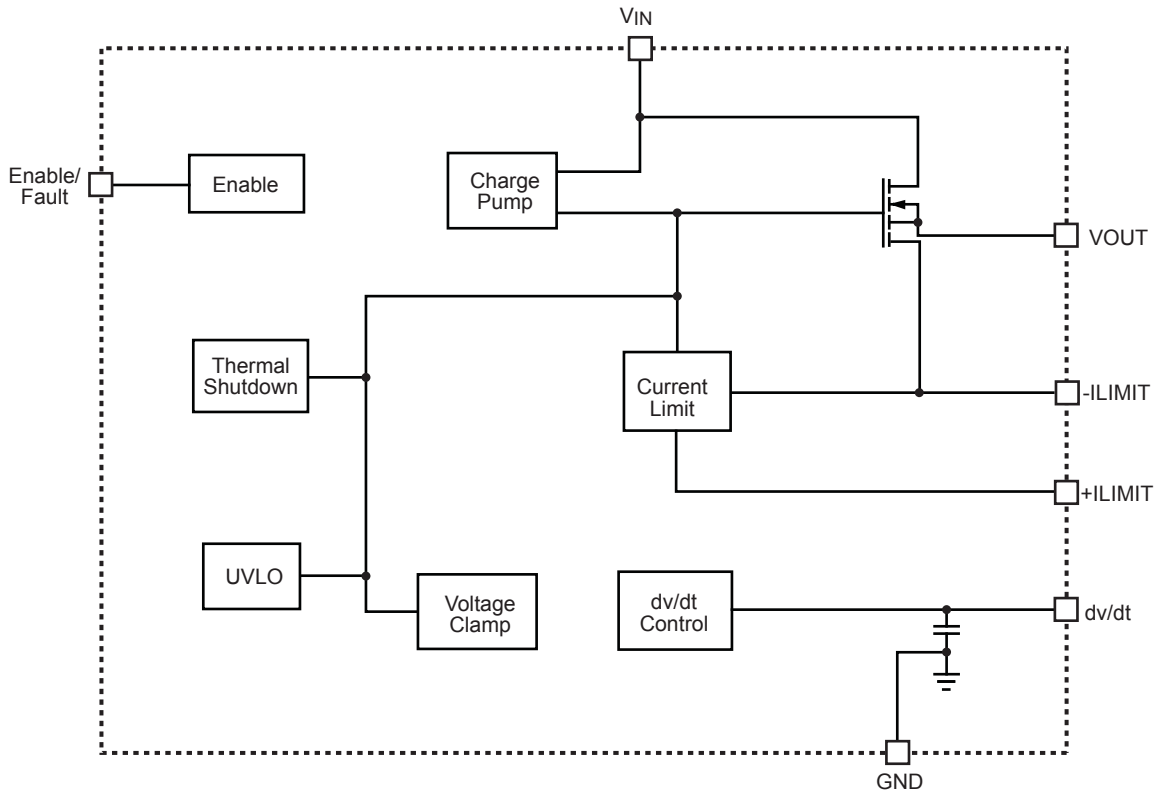 VIN
Enable/
Fault
Enable
Charge
Pump
VOUT
Thermal
Shutdown
Current
Limit
-ILIMIT
+ILIMIT
UVLO
Voltage
Clamp
dv/dt
Control
dv/dt
GND